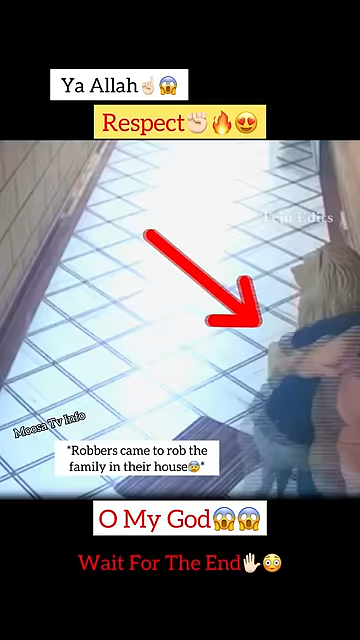 Ya Allah☝🏻😱
Respect✊🏻🔥😍
Teju Edits
Moosa Tv Info
*Robbers came to rob the
family in their house😰*
O My God😱😱
Wait For The End🖐🏻😳